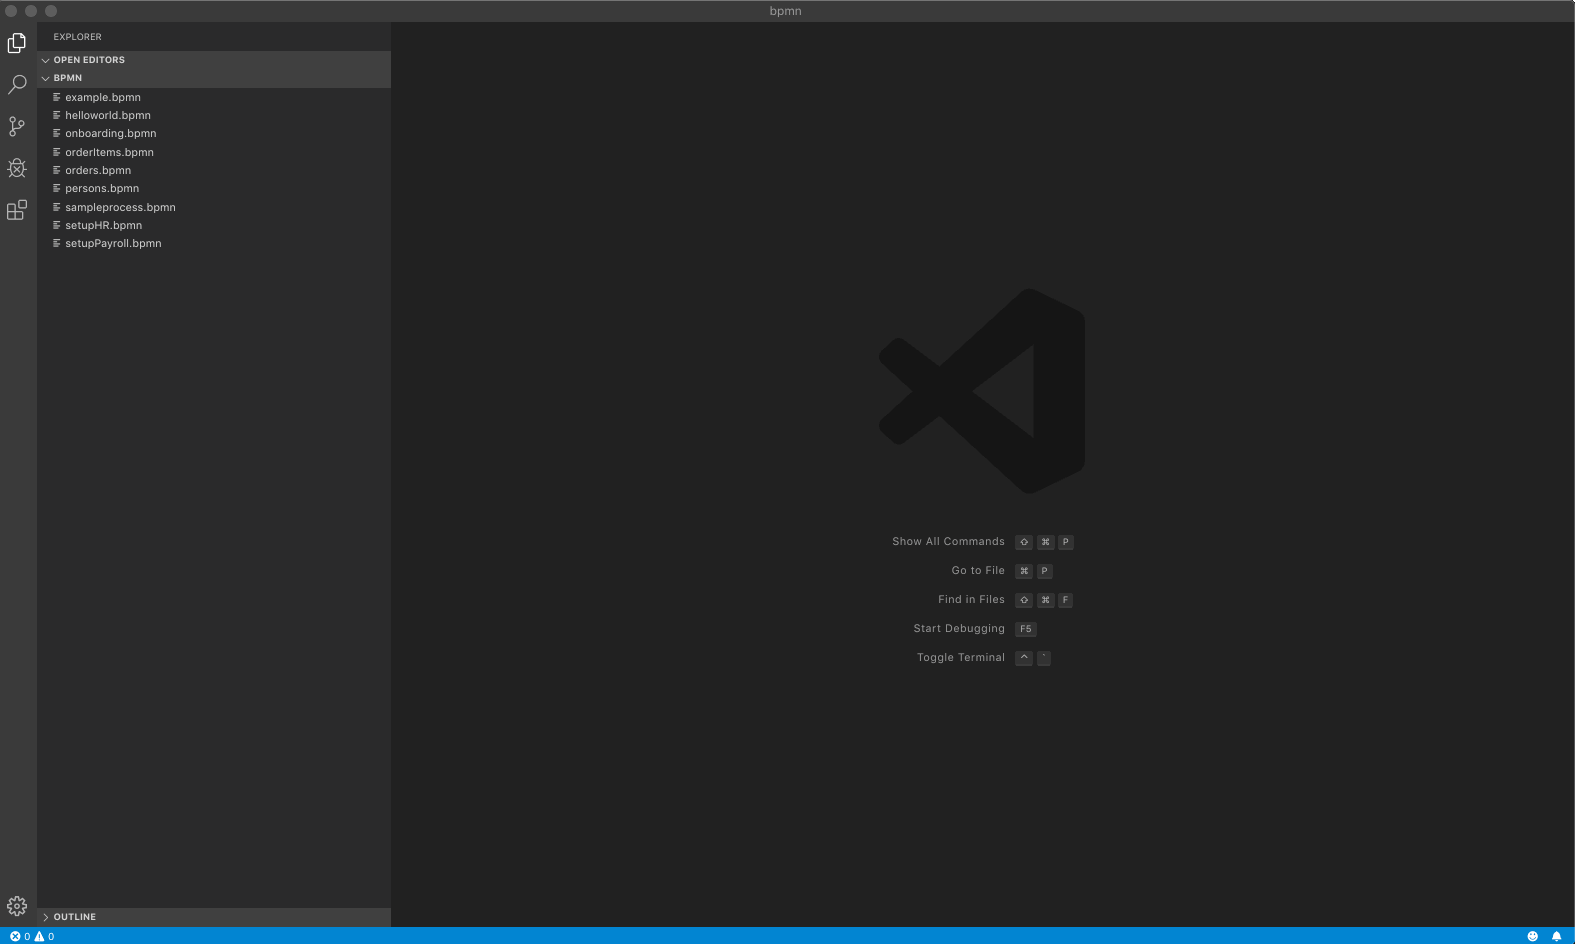 bpmn
EXPLORER
OPEN EDITORS
BPMN
example.bpmn
helloworld.bpmn
onboarding.bpmn
orderItems.bpmn
orders.bpmn
persons.bpmn
sampleprocess.bpmn
setupHR.bpmn
setupPayroll.bpmn
Show All Commands ⇧ ⌘ P
Go to File ⌘ P
Find in Files ⇧ ⌘ F
Start Debugging F5
Toggle Terminal ^ `
OUTLINE
0 0